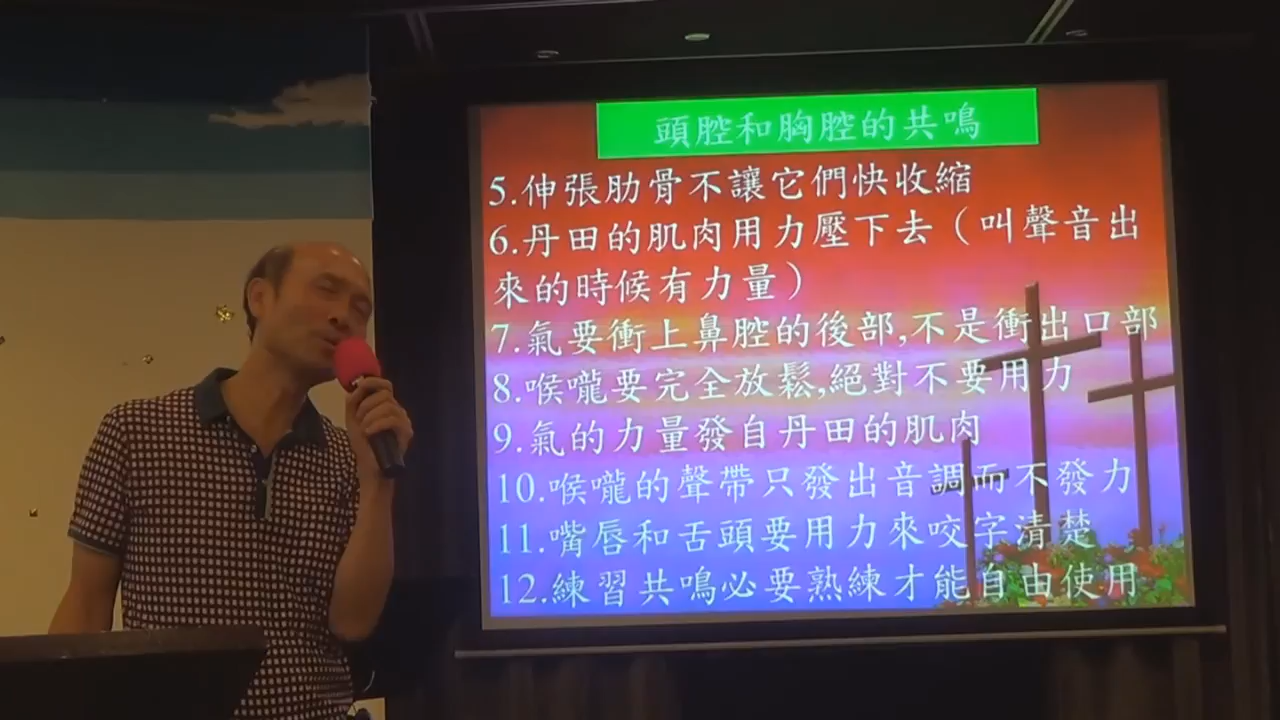 頭腔和胸腔的共鳴
5.伸張肋骨不讓它們快收縮
6.丹田的肌肉用力壓下去（叫聲音出
來的時候有力量）
7.氣要衝上鼻腔的後部,不是衝出口部
8.喉嚨要完全放鬆,絕對不要用力
9.氣的力量發自丹田的肌肉
10.喉嚨的聲帶只發出音調而不發力
11.嘴唇和舌頭要用力來咬字清楚
12.練習共鳴必要熟練才能自由使用